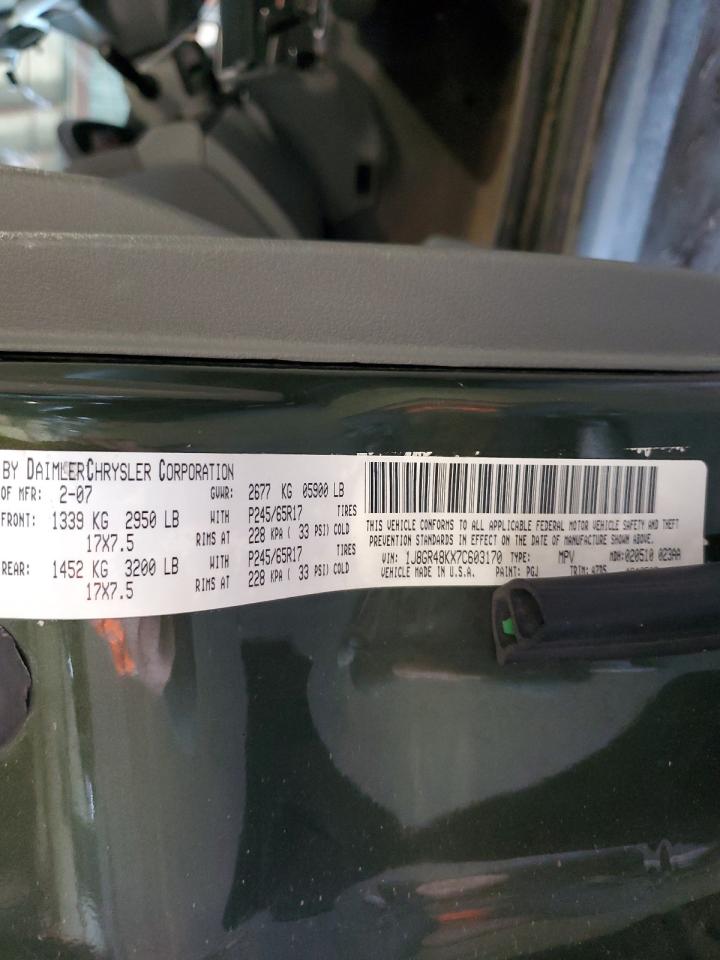 BY DAIMLERCHRYSLER CORPORATION
OF MFR: 2-07 GVWR: 2677 KG 05900 LB
FRONT: 1339 KG 2950 LB WITH P245/65R17 TIRES
17X7.5 RIMS AT 228 KPA ( 33 PSI) COLD
REAR: 1452 KG 3200 LB WITH P245/65R17 TIRES
17X7.5 RIMS AT 228 KPA ( 33 PSI) COLD
THIS VEHICLE CONFORMS TO ALL APPLICABLE FEDERAL MOTOR VEHICLE SAFETY AND THEFT
PREVENTION STANDARDS IN EFFECT ON THE DATE OF MANUFACTURE SHOWN ABOVE.
VIN: 1J8GR48KX7C603170 TYPE: MPV MDH: 020510 023AA
VEHICLE MADE IN U.S.A. PAINT: PGJ TRIM: